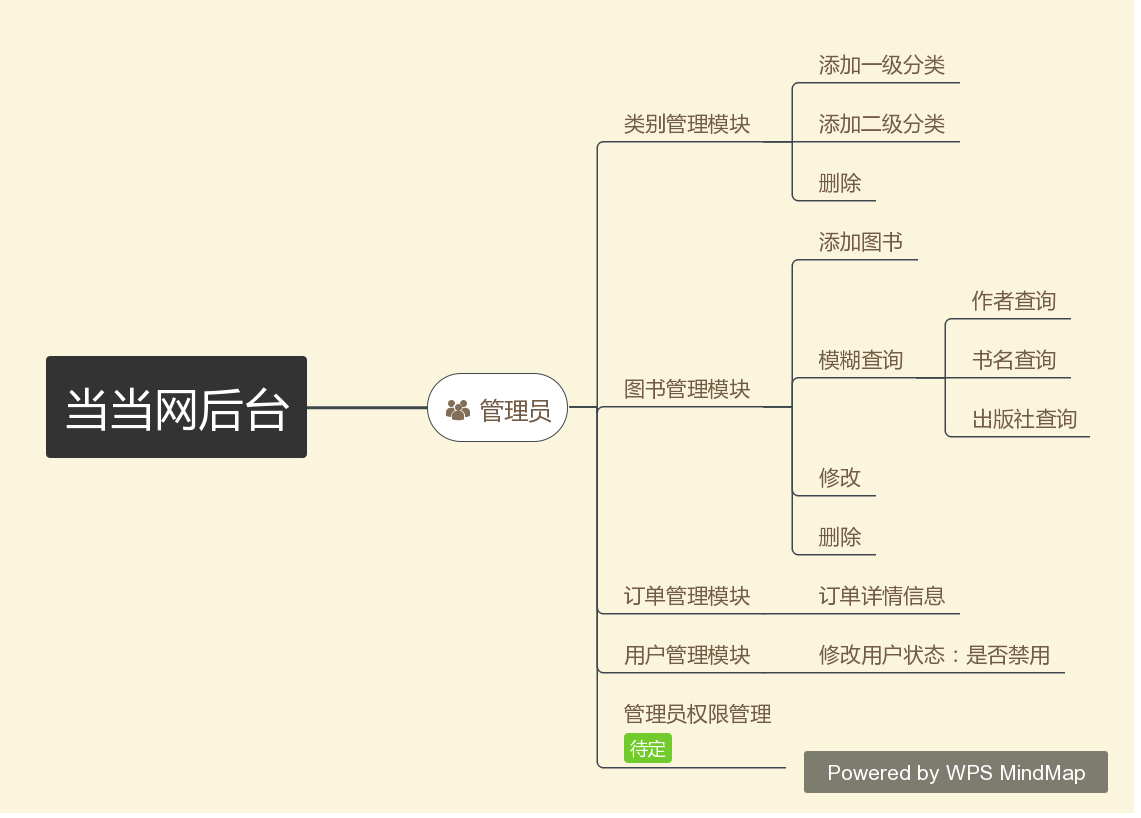 添加一级分类
类别管理模块
添加二级分类
删除
添加图书
作者查询
模糊查询
书名查询
图书管理模块
当当网后台
管理员
出版社查询
修改
删除
订单管理模块
订单详情信息
用户管理模块
修改用户状态：是否禁用
管理员权限管理
待定
Powered by WPS MindMap